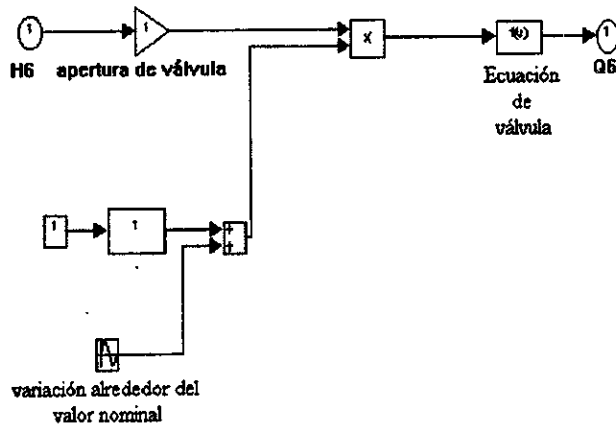 1
1
X
f(u)
1
H6
apertura de válvula
Q6
Ecuación
de
válvula
1
1
+
+
variación alrededor del
valor nominal